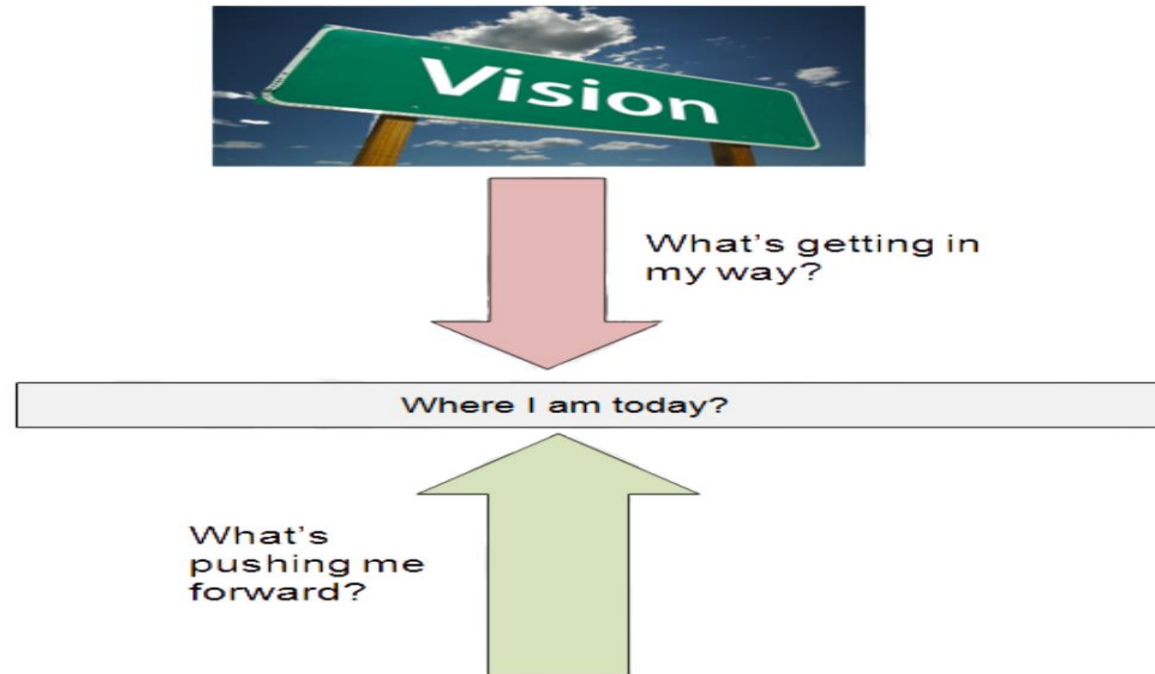 Vision
What's getting in
my way?
Where I am today?
What's
pushing me
forward?